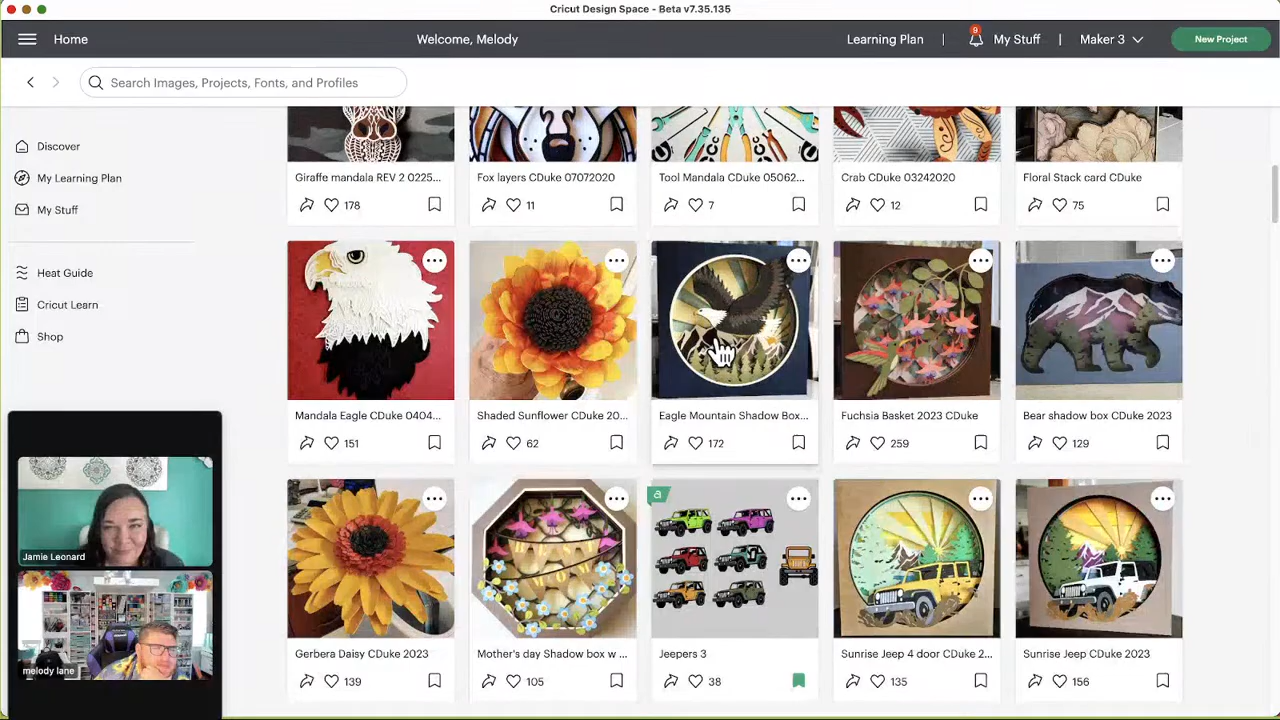 Cricut Design Space - Beta v7.35.135
Home
Welcome, Melody
Learning Plan | My Stuff | Maker 3
9
New Project
Search Images, Projects, Fonts, and Profiles
Discover
My Learning Plan
My Stuff
Heat Guide
Cricut Learn
Shop
Giraffe mandala REV 2 0225...
178
Fox layers CDuke 07072020
11
Tool Mandala CDuke 05062...
7
Crab CDuke 03242020
12
Floral Stack card CDuke
75
Mandala Eagle CDuke 0404...
151
Shaded Sunflower CDuke 20...
62
Eagle Mountain Shadow Box...
172
Fuchsia Basket 2023 CDuke
259
Bear shadow box CDuke 2023
129
Gerbera Daisy CDuke 2023
139
Mother's day Shadow box w ...
105
a
Jeepers 3
38
Sunrise Jeep 4 door CDuke 2...
135
Sunrise Jeep CDuke 2023
156
Jamie Leonard
melody lane